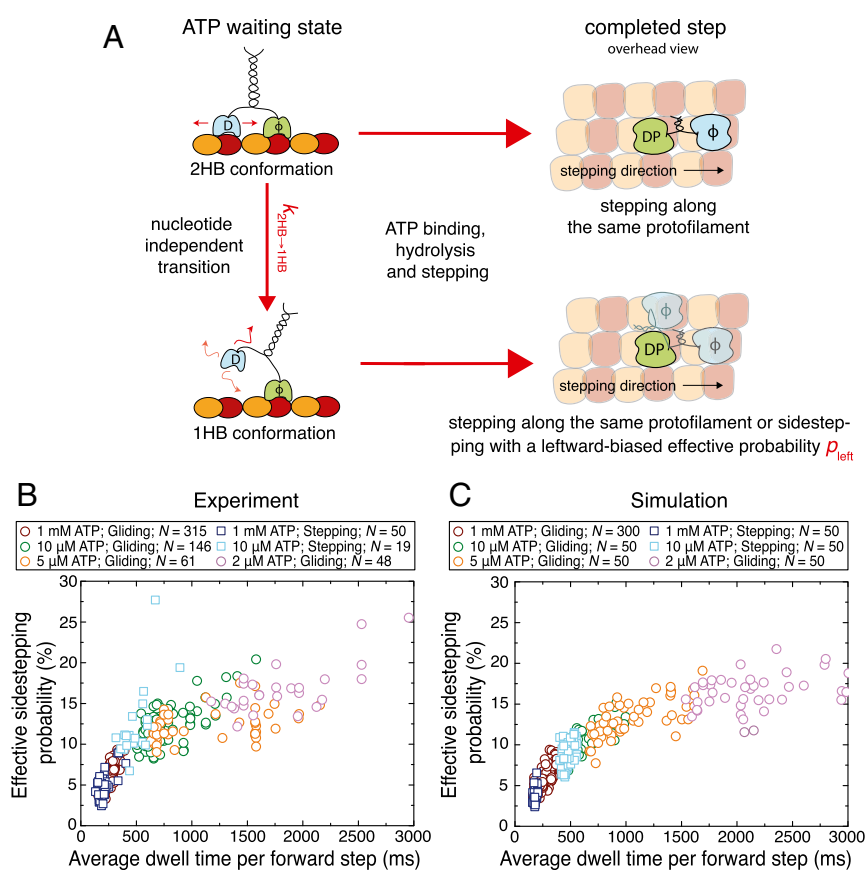 A
ATP waiting state
completed step
overhead view
D
ϕ
2HB conformation
DP
ϕ
stepping direction
stepping along
the same protofilament
nucleotide
independent
transition
k2HB→1HB
ATP binding,
hydrolysis
and stepping
D
ϕ
1HB conformation
ϕ
DP
ϕ
stepping direction
stepping along the same protofilament or sidestep-
ping with a leftward-biased effective probability pleft
B
Experiment
1 mM ATP; Gliding; N = 315
1 mM ATP; Stepping; N = 50
10 µM ATP; Gliding; N = 146
10 µM ATP; Stepping; N = 19
5 µM ATP; Gliding; N = 61
2 µM ATP; Gliding; N = 48
Effective sidestepping
probability (%)
30
25
20
15
10
5
0
0 500 1000 1500 2000 2500 3000
Average dwell time per forward step (ms)
C
Simulation
1 mM ATP; Gliding; N = 300
1 mM ATP; Stepping; N = 50
10 µM ATP; Gliding; N = 50
10 µM ATP; Stepping; N = 50
5 µM ATP; Gliding; N = 50
2 µM ATP; Gliding; N = 50
Effective sidestepping
probability (%)
30
25
20
15
10
5
0
0 500 1000 1500 2000 2500 3000
Average dwell time per forward step (ms)